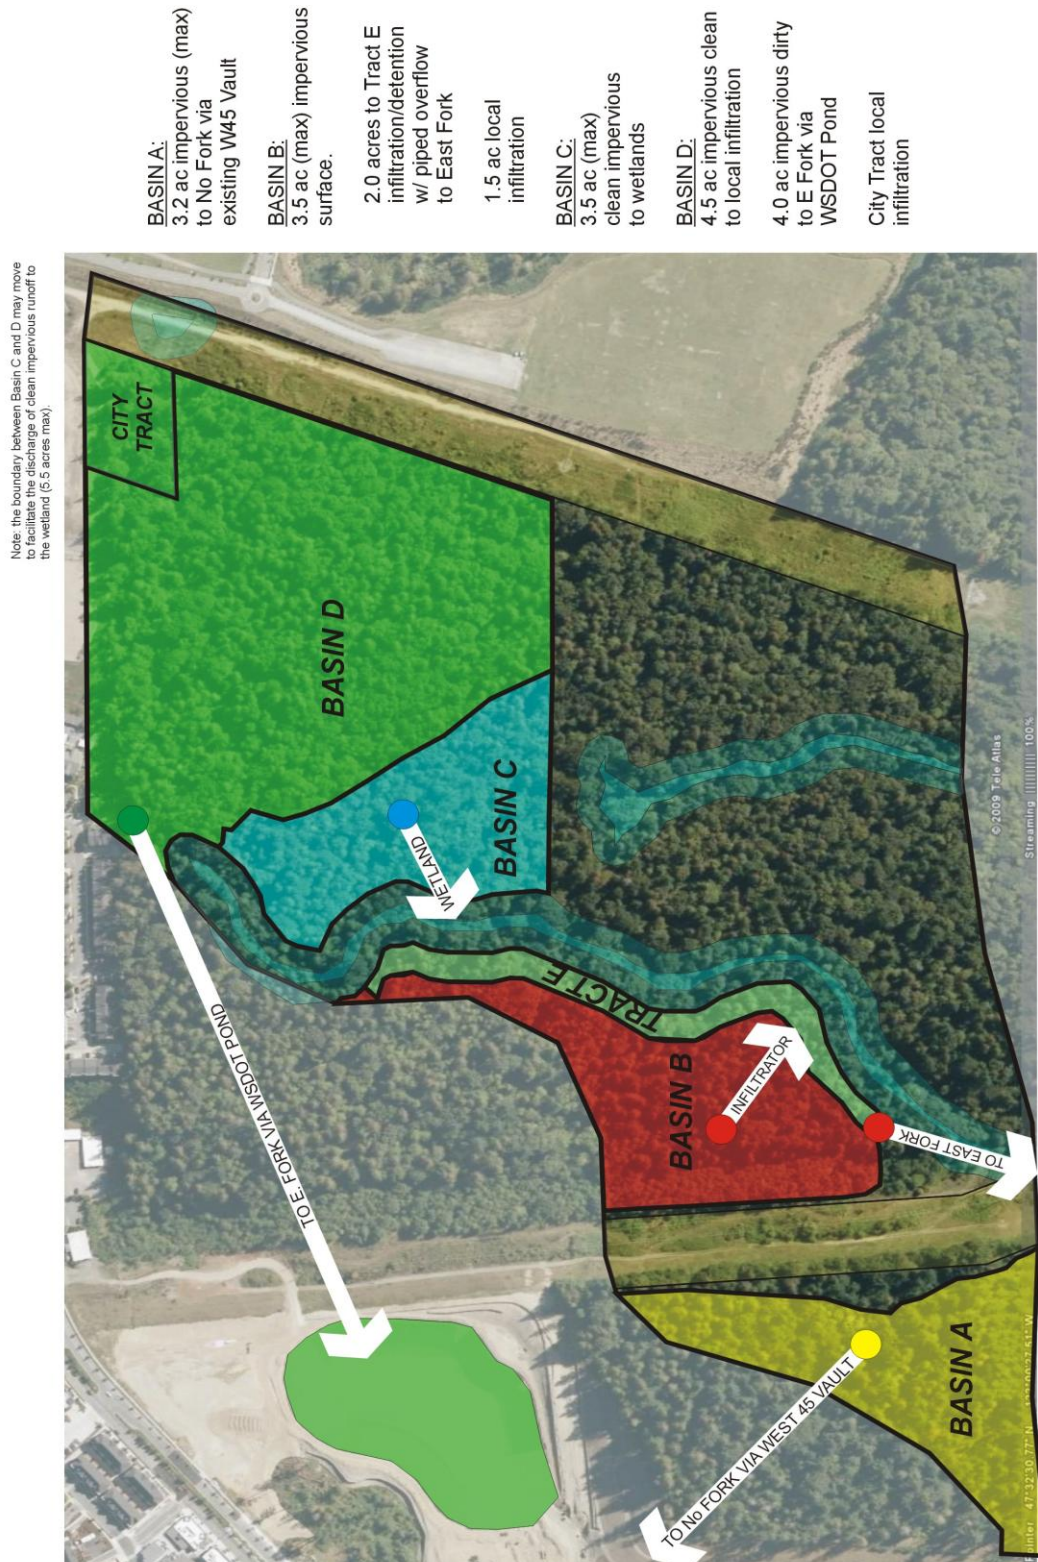 Note: the boundary between Basin C and D may move
to facilitate the discharge of clean impervious runoff to
the wetland (5.5 acres max).
BASIN A:
3.2 ac impervious (max)
to No Fork via
existing W45 Vault
BASIN B:
3.5 ac (max) impervious
surface.
2.0 acres to Tract E
infiltration/detention
w/ piped overflow
to East Fork
1.5 ac local
infiltration
BASIN C:
3.5 ac (max)
clean impervious
to wetlands
BASIN D:
4.5 ac impervious clean
to local infiltration
4.0 ac impervious dirty
to E Fork via
WSDOT Pond
City Tract local
infiltration
CITY
TRACT
BASIN D
BASIN C
WETLAND
TO E. FORK VIA WSDOT POND
TRACT E
BASIN B
INFILTRATOR
TO EAST FORK
BASIN A
TO No FORK VIA WEST 45 VAULT
© 2009 Tele Atlas
Streaming |||||||||| 100%
47°32'30.77" N